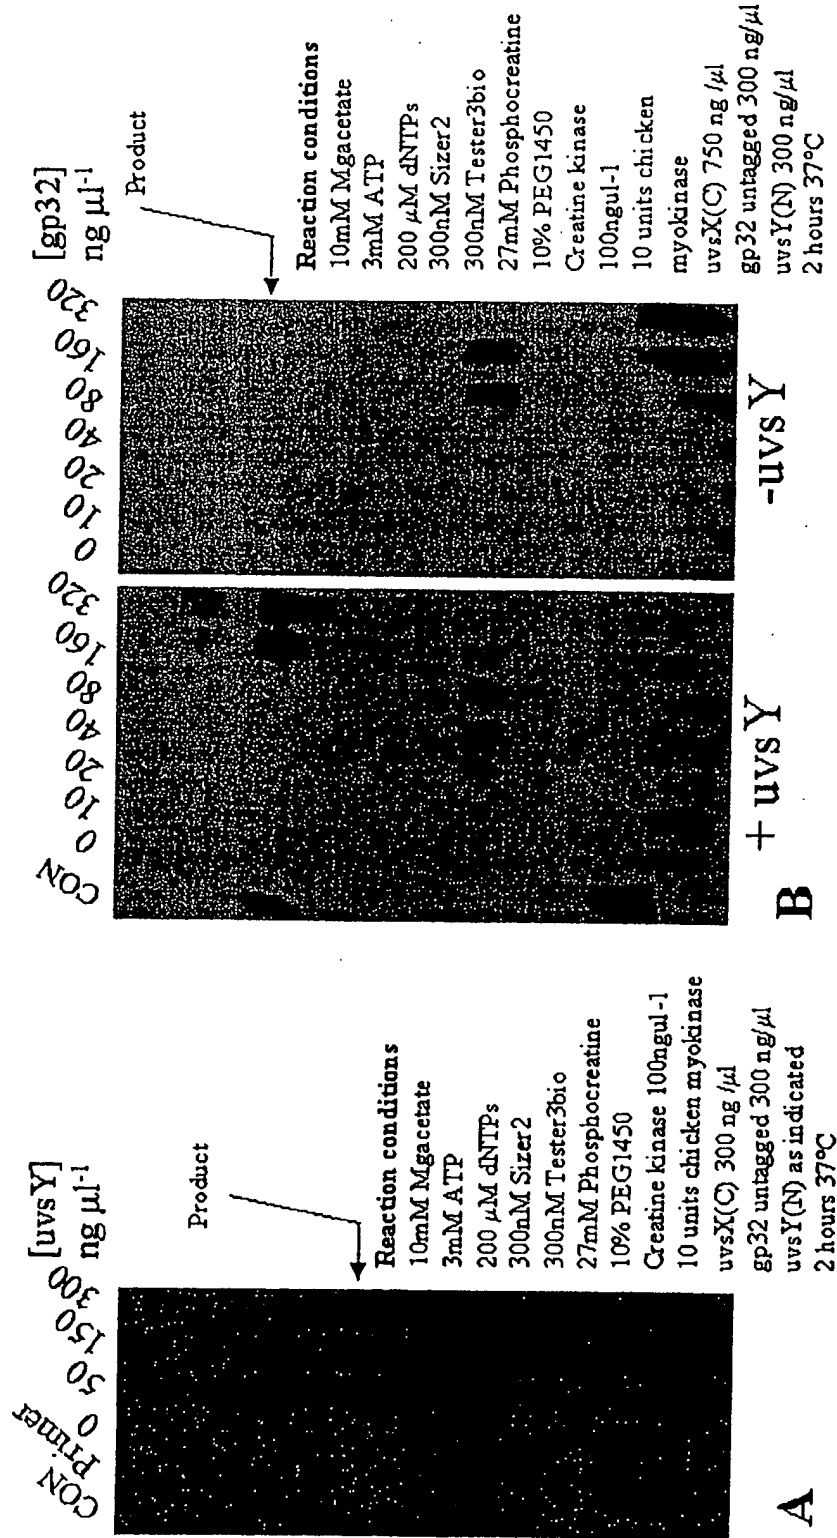 CON
Primer
0
50
150
300
[uvsY]
ng μl-1
Product
Reaction conditions
10mM Mgacetate
3mM ATP
200 μM dNTPs
300nM Sizer2
300nM Tester3bio
27mM Phosphocreatine
10% PEG1450
Creatine kinase 100ngul-1
10 units chicken myokinase
uvsX(C) 300 ng /μl
gp32 untagged 300 ng/μl
uvsY(N) as indicated
2 hours 37°C
A
CON
0
10
20
40
80
160
320
0
10
20
40
80
160
320
[gp32]
ng μl-1
Product
Reaction conditions
10mM Mgacetate
3mM ATP
200 μM dNTPs
300nM Sizer2
300nM Tester3bio
27mM Phosphocreatine
10% PEG1450
Creatine kinase
100ngul-1
10 units chicken
myokinase
uvsX(C) 750 ng /μl
gp32 untagged 300 ng/μl
uvsY(N) 300 ng/μl
2 hours 37°C
+ uvsY
-uvsY
B